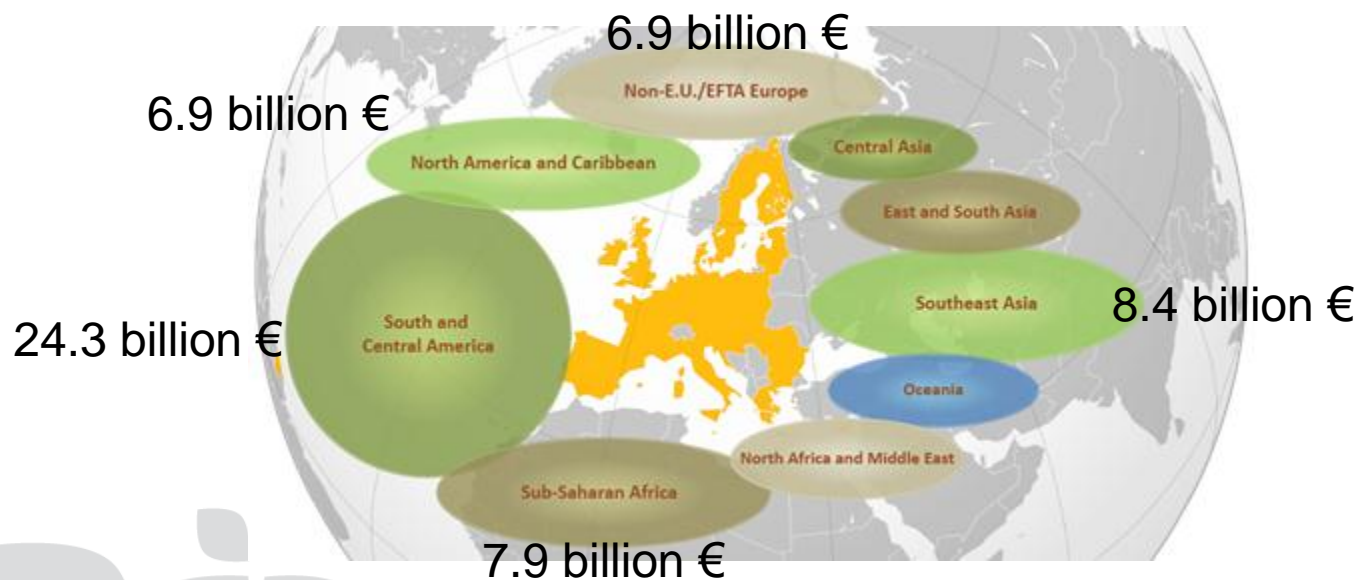 6.9 billion €
Non-E.U./EFTA Europe
6.9 billion €
North America and Caribbean
Central Asia
East and South Asia
Southeast Asia
8.4 billion €
24.3 billion €
South and
Central America
Oceania
North Africa and Middle East
Sub-Saharan Africa
7.9 billion €